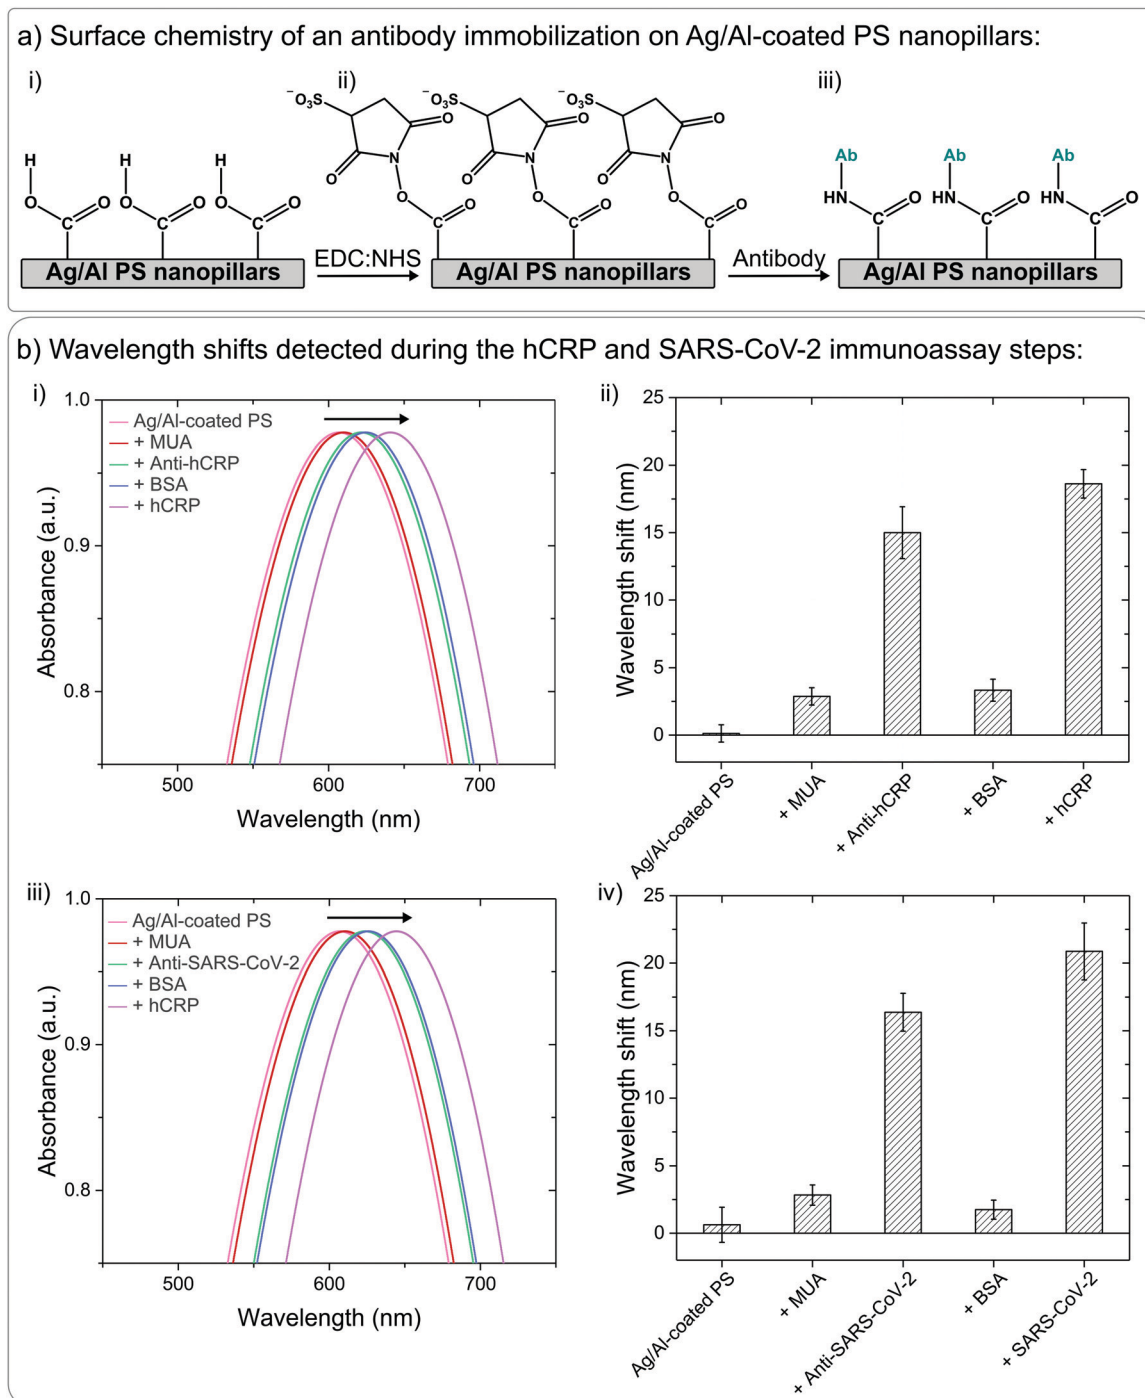 a) Surface chemistry of an antibody immobilization on Ag/Al-coated PS nanopillars:
i)
ii)
iii)
⁻O₃S
⁻O₃S
⁻O₃S
O
O
O
N
N
N
O
O
O
O
O
O
O
O
O
C
C
C
H
H
H
O
O
O
C
C
C
O
O
O
Ab
Ab
Ab
HN
HN
HN
C
C
C
O
O
O
Ag/Al PS nanopillars
EDC:NHS
Ag/Al PS nanopillars
Antibody
Ag/Al PS nanopillars
b) Wavelength shifts detected during the hCRP and SARS-CoV-2 immunoassay steps:
i)
1.0
0.9
0.8
Absorbance (a.u.)
Ag/Al-coated PS
+ MUA
+ Anti-hCRP
+ BSA
+ hCRP
500
600
700
Wavelength (nm)
ii)
25
20
15
10
5
0
Wavelength shift (nm)
Ag/Al-coated PS
+ MUA
+ Anti-hCRP
+ BSA
+ hCRP
iii)
1.0
0.9
0.8
Absorbance (a.u.)
Ag/Al-coated PS
+ MUA
+ Anti-SARS-CoV-2
+ BSA
+ hCRP
500
600
700
Wavelength (nm)
iv)
25
20
15
10
5
0
Wavelength shift (nm)
Ag/Al-coated PS
+ MUA
+ Anti-SARS-CoV-2
+ BSA
+ SARS-CoV-2